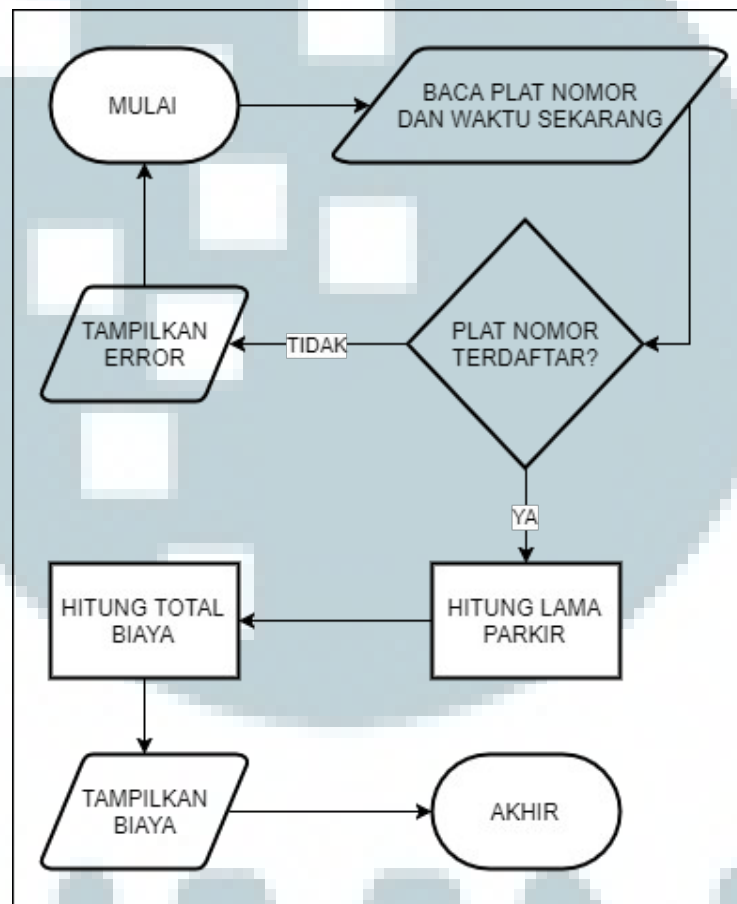 MULAI
BACA PLAT NOMOR
DAN WAKTU SEKARANG
PLAT NOMOR
TERDAFTAR?
TIDAK
TAMPILKAN
ERROR
YA
HITUNG LAMA
PARKIR
HITUNG TOTAL
BIAYA
TAMPILKAN
BIAYA
AKHIR